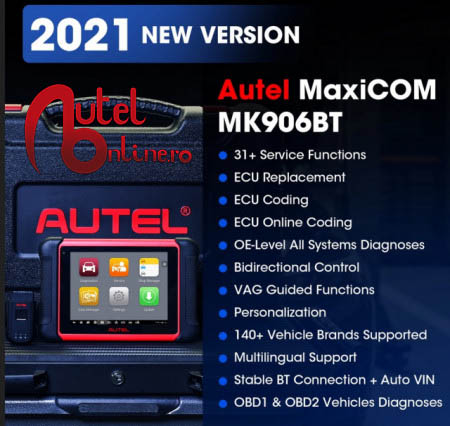 2021 NEW VERSION
Autel
Online.ro
AUTEL®
AUTEL
Autel MaxiCOM
MK906BT
31+ Service Functions
ECU Replacement
ECU Coding
ECU Online Coding
OE-Level All Systems Diagnoses
Bidirectional Control
VAG Guided Functions
Personalization
140+ Vehicle Brands Supported
Multilingual Support
Stable BT Connection + Auto VIN
OBD1 & OBD2 Vehicles Diagnoses